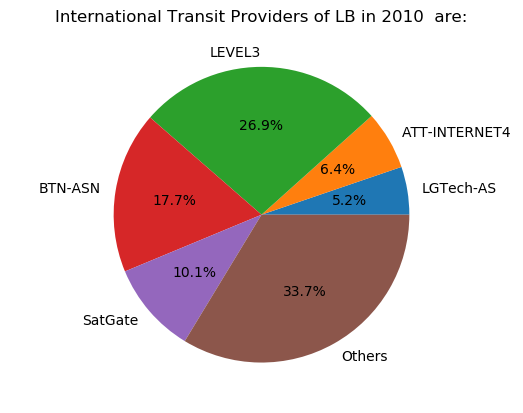 International Transit Providers of LB in 2010  are:
LEVEL3
26.9%
ATT-INTERNET4
6.4%
BTN-ASN
17.7%
LGTech-AS
5.2%
SatGate
10.1%
Others
33.7%